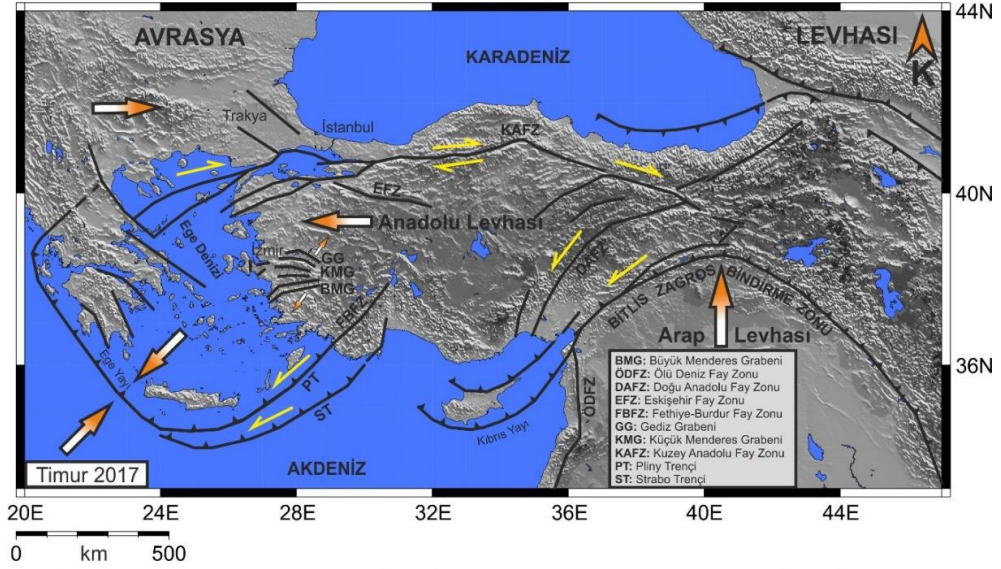 44N
AVRASYA
LEVHASI
KARADENİZ
K
Trakya
İstanbul
KAFZ
40N
EFZ
Anadolu Levhası
Ege Denizi
İzmir
GG
KMG
BMG
DAFZ
FBFZ
BİTLİS ZAGROS BİNDİRME ZONU
Arap Levhası
36N
Ege Yayı
PT
ST
Kıbrıs Yayı
ÖDFZ
AKDENİZ
BMG: Büyük Menderes Grabeni
ÖDFZ: Ölü Deniz Fay Zonu
DAFZ: Doğu Anadolu Fay Zonu
EFZ: Eskişehir Fay Zonu
FBFZ: Fethiye-Burdur Fay Zonu
GG: Gediz Grabeni
KMG: Küçük Menderes Grabeni
KAFZ: Kuzey Anadolu Fay Zonu
PT: Pliny Trençi
ST: Strabo Trençi
Timur 2017
20E 24E 28E 32E 36E 40E 44E
0 km 500